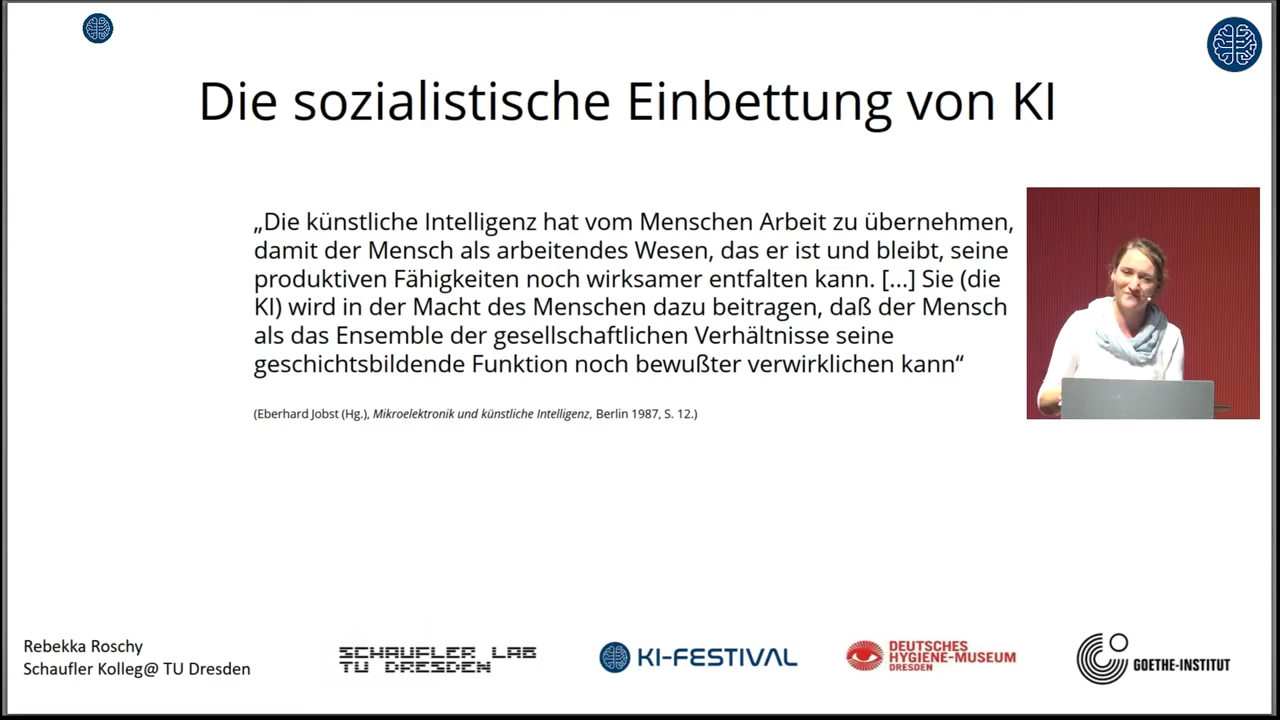 Die sozialistische Einbettung von KI
„Die künstliche Intelligenz hat vom Menschen Arbeit zu übernehmen,
damit der Mensch als arbeitendes Wesen, das er ist und bleibt, seine
produktiven Fähigkeiten noch wirksamer entfalten kann. [...] Sie (die
KI) wird in der Macht des Menschen dazu beitragen, daß der Mensch
als das Ensemble der gesellschaftlichen Verhältnisse seine
geschichtsbildende Funktion noch bewußter verwirklichen kann“
(Eberhard Jobst (Hg.), Mikroelektronik und künstliche Intelligenz, Berlin 1987, S. 12.)
Rebekka Roschy
Schaufler Kolleg@ TU Dresden
SCHAUFLER LAB
TU DRESDEN
KI-FESTIVAL
DEUTSCHES
HYGIENE-MUSEUM
DRESDEN
GOETHE-INSTITUT